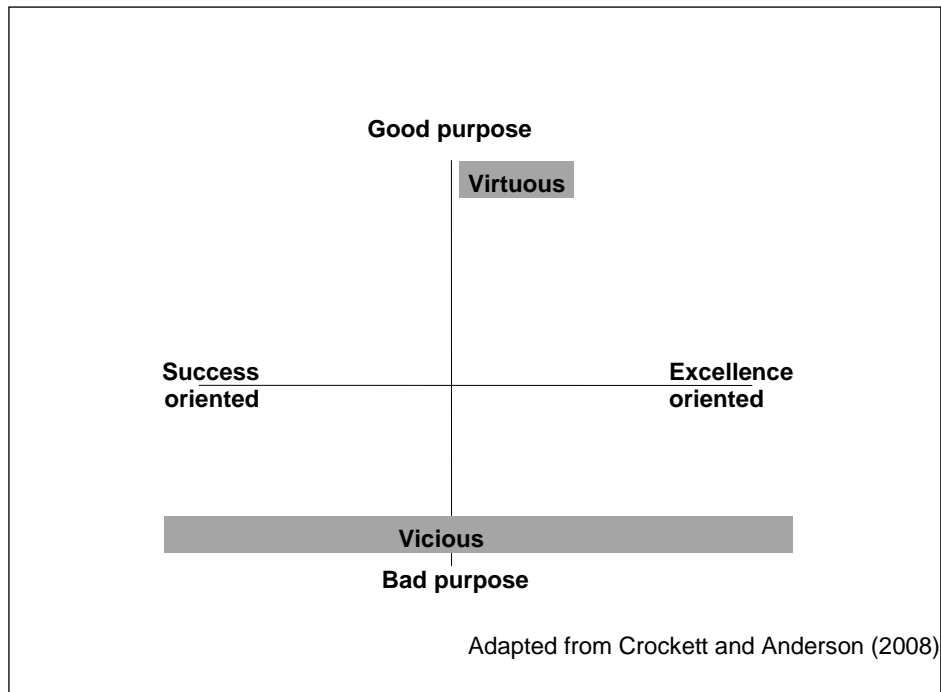 Good purpose
Virtuous
Success
oriented
Excellence
oriented
Vicious
Bad purpose
Adapted from Crockett and Anderson (2008)